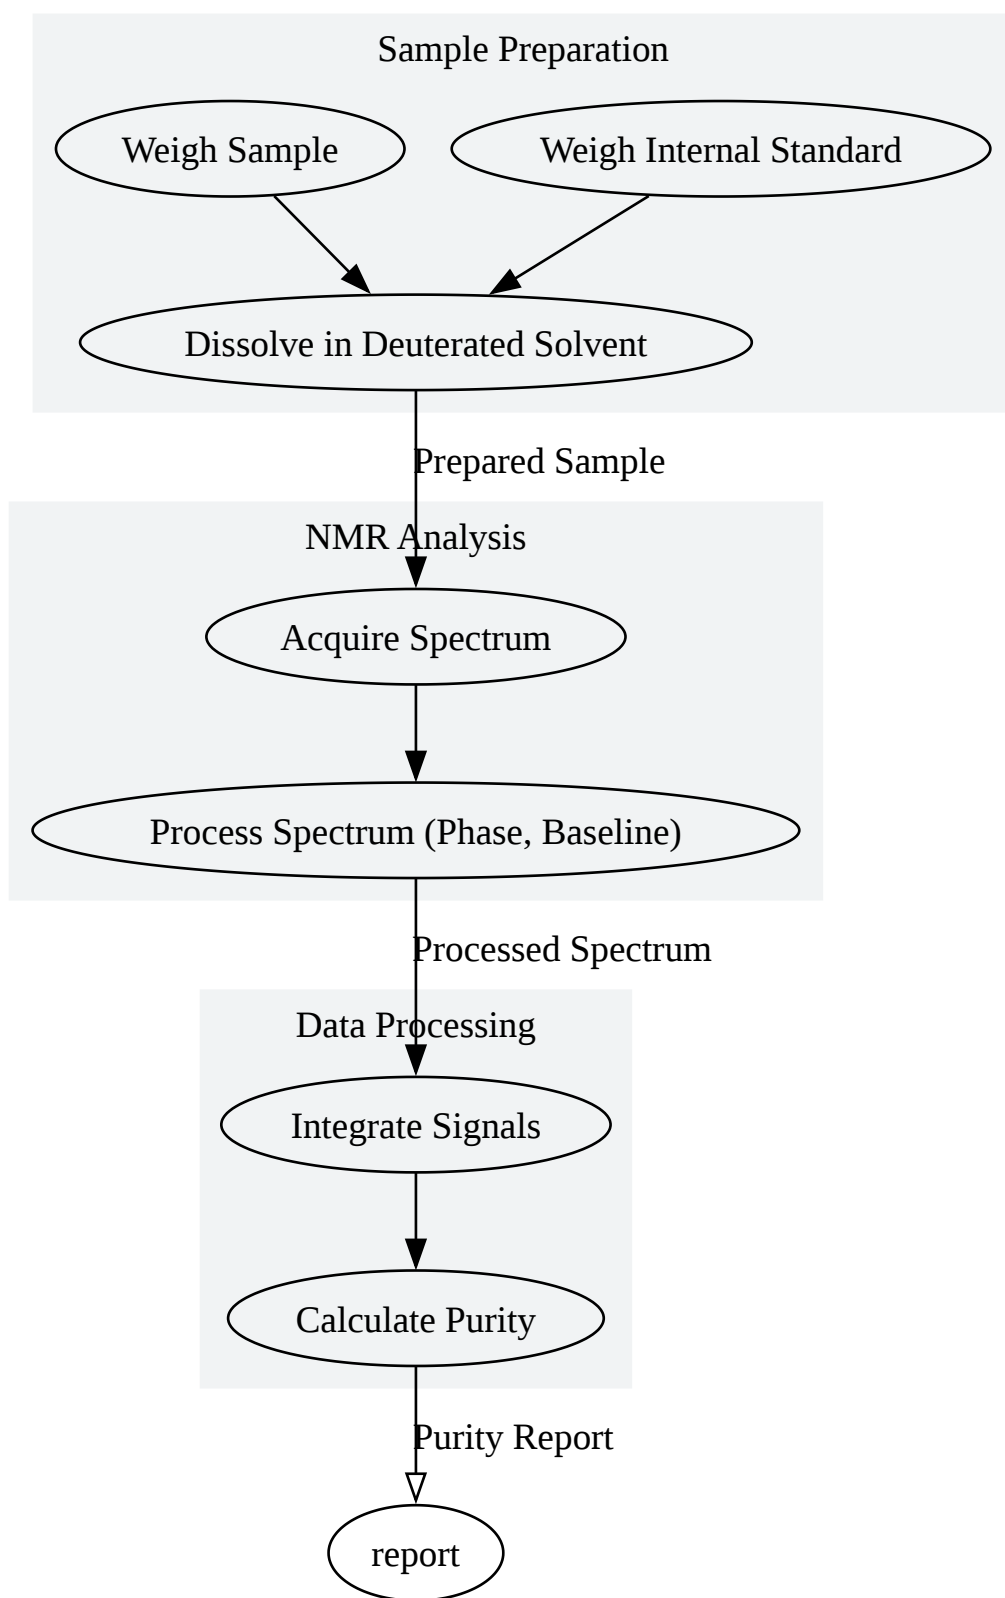 Sample Preparation
Weigh Sample
Weigh Internal Standard
Dissolve in Deuterated Solvent
Prepared Sample
NMR Analysis
Acquire Spectrum
Process Spectrum (Phase, Baseline)
Processed Spectrum
Data Processing
Integrate Signals
Calculate Purity
Purity Report
report